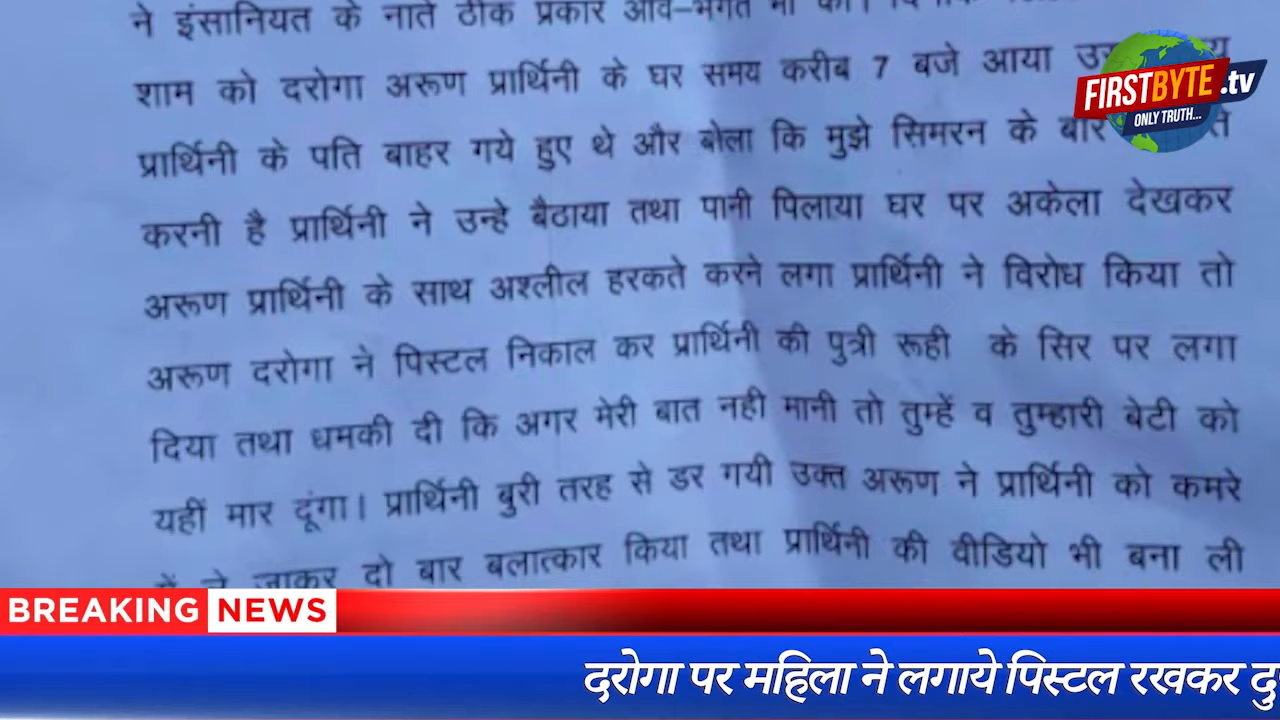 ने इंसानियत के नाते ठीक प्रकार आव-भगत भी की।
शाम को दरोगा अरूण प्रार्थिनी के घर समय करीब 7 बजे आया
प्रार्थिनी के पति बाहर गये हुए थे और बोला कि मुझे सिमरन के
करनी है प्रार्थिनी ने उन्हे बैठाया तथा पानी पिलाया घर पर अकेला देखकर
अरूण प्रार्थिनी के साथ अश्लील हरकते करने लगा प्रार्थिनी ने विरोध किया तो
अरूण दरोगा ने पिस्टल निकाल कर प्रार्थिनी की पुत्री रूही के सिर पर लगा
दिया तथा धमकी दी कि अगर मेरी बात नही मानी तो तुम्हें व तुम्हारी बेटी को
यहीं मार दूंगा। प्रार्थिनी बुरी तरह से डर गयी उक्त अरूण ने प्रार्थिनी को कमरे
जाकर दो बार बलात्कार किया तथा प्रार्थिनी की वीडियो भी बना ली
FIRSTBYTE.tv
ONLY TRUTH...
BREAKING NEWS
दरोगा पर महिला ने लगाये पिस्टल रखकर